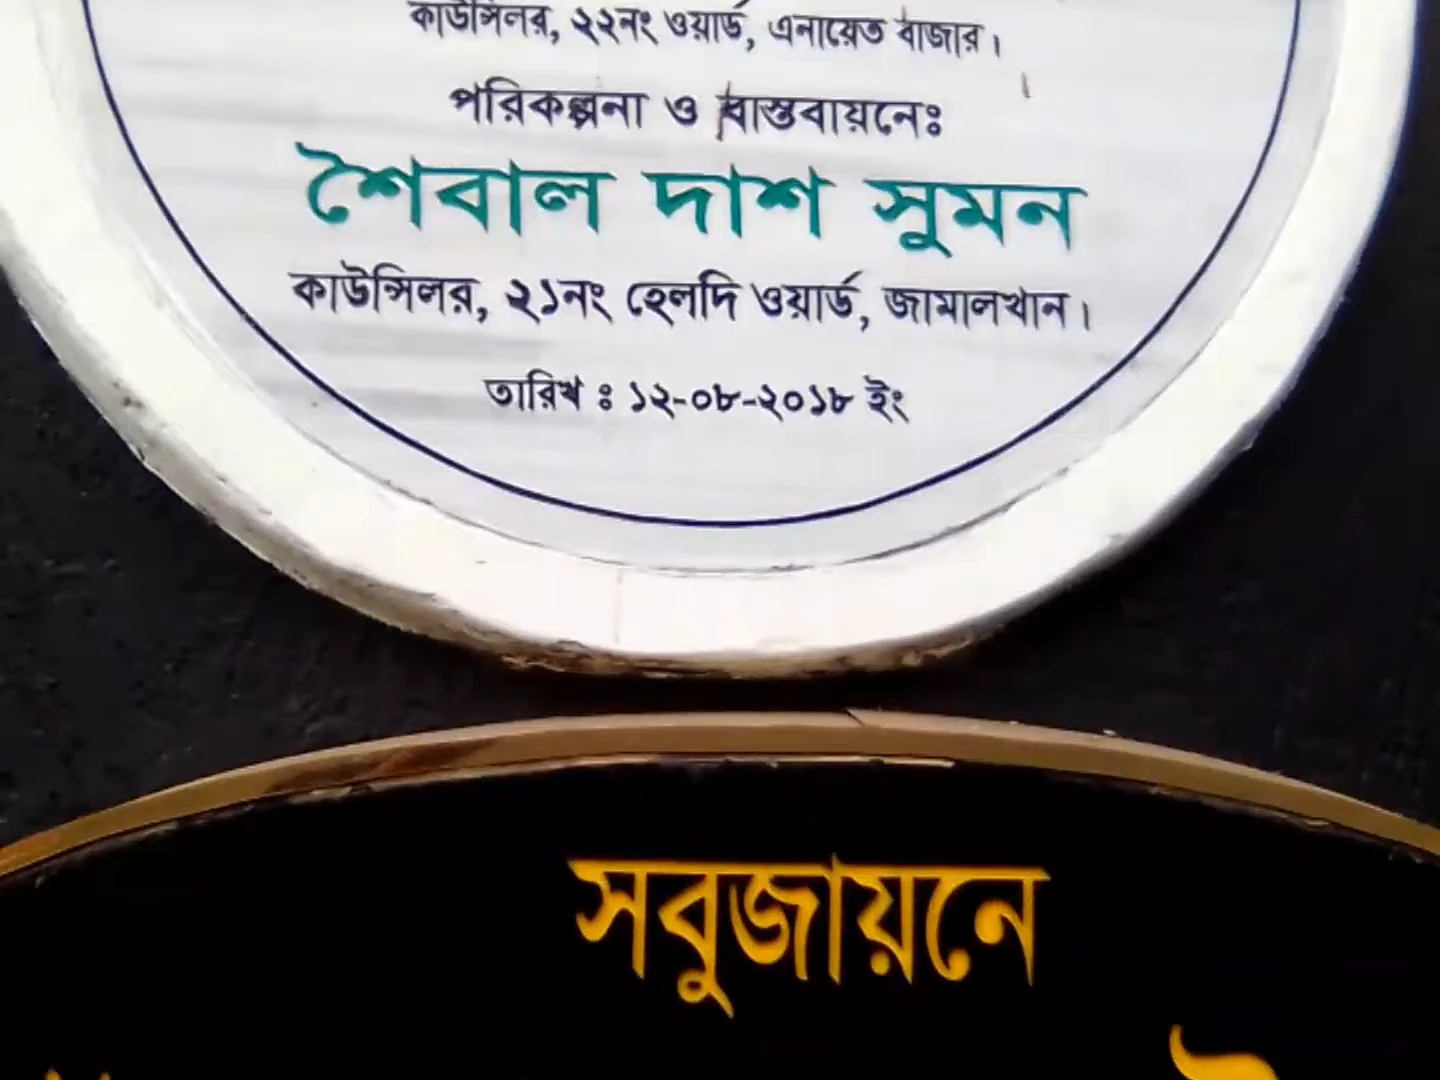 কাউন্সিলর, ২২নং ওয়ার্ড, এনায়েত বাজার।
পরিকল্পনা ও বাস্তবায়নেঃ
শৈবাল দাশ সুমন
কাউন্সিলর, ২১নং হেলদি ওয়ার্ড, জামালখান।
তারিখ ঃ ১২-০৮-২০১৮ ইং
সবুজায়নে